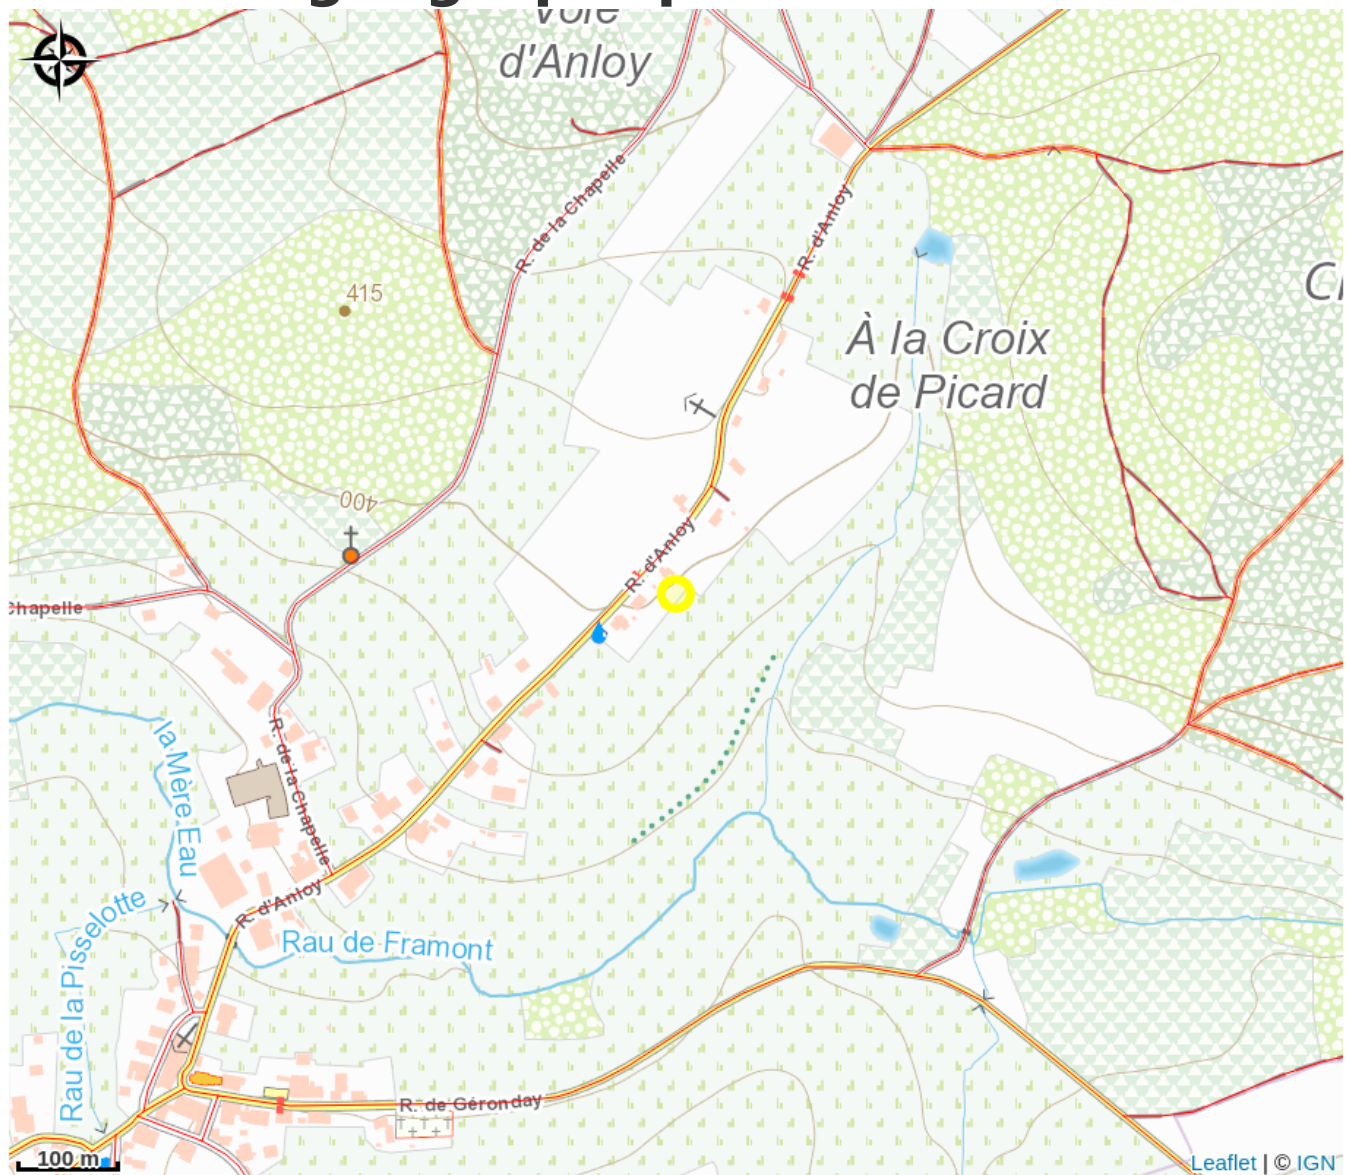 Voie
d'Anloy
R. de la Chapelle
R. d'Anloy
415
À la Croix
de Picard
400
R. d'Anloy
Chapelle
R. de la Chapelle
la Mère Eau
R. d'Anloy
Rau de Framont
Rau de la Pisselotte
R. de Géronday
100 m
Leaflet | © IGN